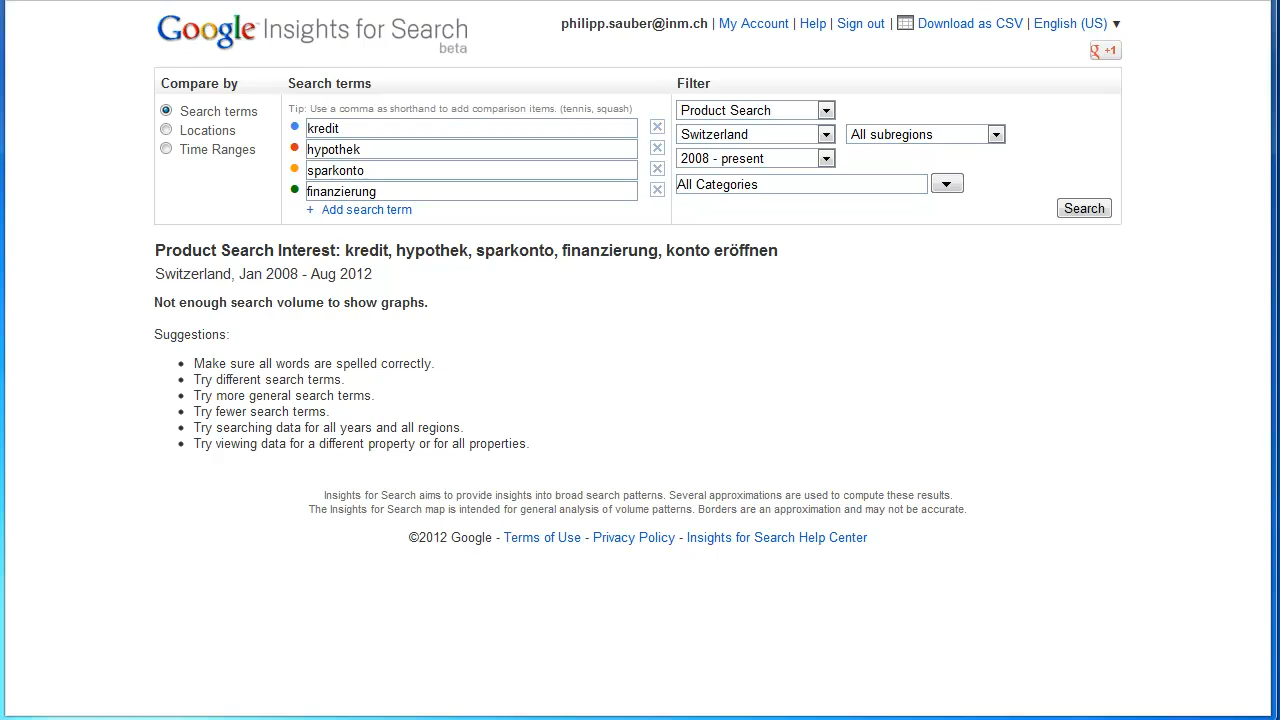 Google Insights for Search
beta
philipp.sauber@inm.ch | My Account | Help | Sign out | Download as CSV | English (US) ▼
g +1
Compare by
Search terms
Locations
Time Ranges
Search terms
Tip: Use a comma as shorthand to add comparison items. (tennis, squash)
kredit
hypothek
sparkonto
finanzierung
+ Add search term
Filter
Product Search
Switzerland
All subregions
2008 - present
All Categories
Search
Product Search Interest: kredit, hypothek, sparkonto, finanzierung, konto eröffnen
Switzerland, Jan 2008 - Aug 2012
Not enough search volume to show graphs.
Suggestions:
• Make sure all words are spelled correctly.
• Try different search terms.
• Try more general search terms.
• Try fewer search terms.
• Try searching data for all years and all regions.
• Try viewing data for a different property or for all properties.
Insights for Search aims to provide insights into broad search patterns. Several approximations are used to compute these results.
The Insights for Search map is intended for general analysis of volume patterns. Borders are an approximation and may not be accurate.
©2012 Google - Terms of Use - Privacy Policy - Insights for Search Help Center